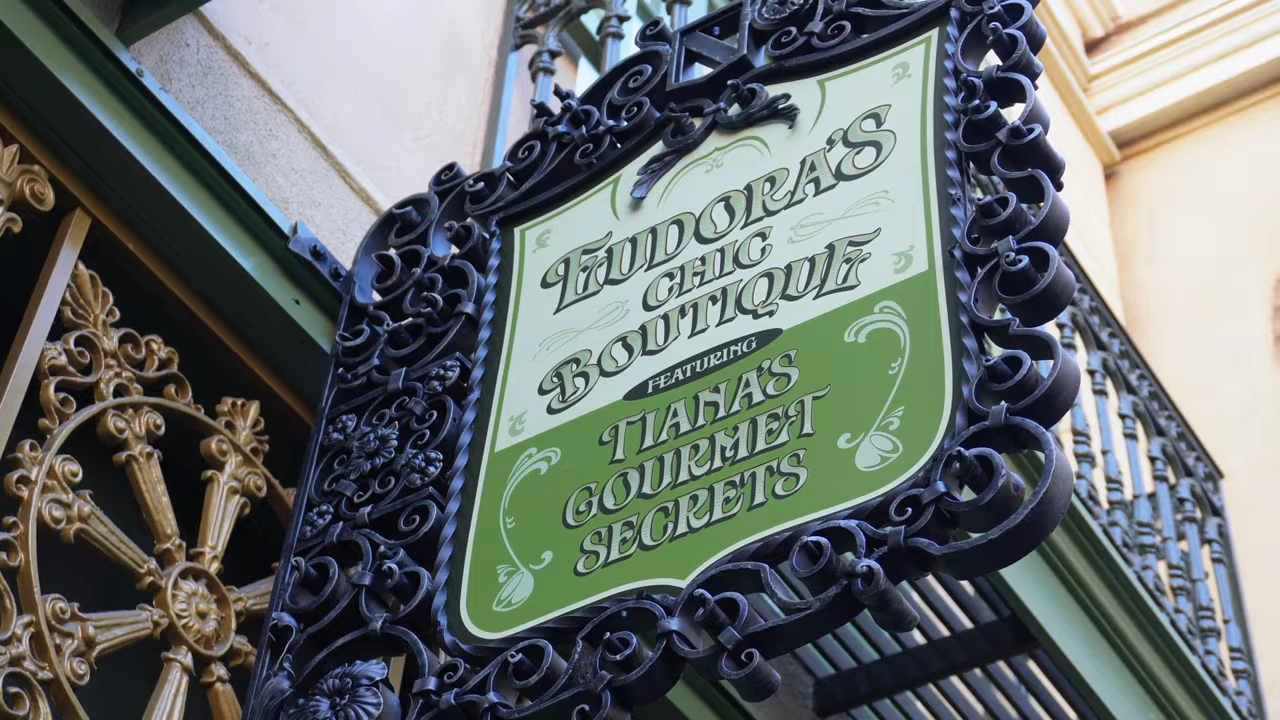 EUDORA'S
CHIC
BOUTIQUE
FEATURING
TIANA'S
GOURMET
SECRETS